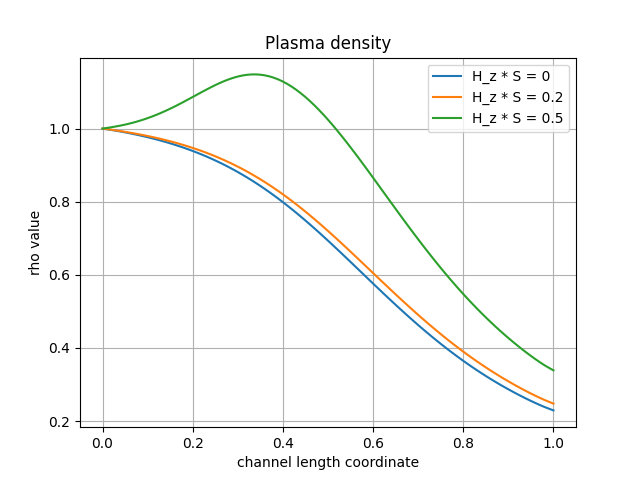 Plasma density
H_z * S = 0
H_z * S = 0.2
H_z * S = 0.5
rho value
1.0
0.8
0.6
0.4
0.2
0.0 0.2 0.4 0.6 0.8 1.0
channel length coordinate